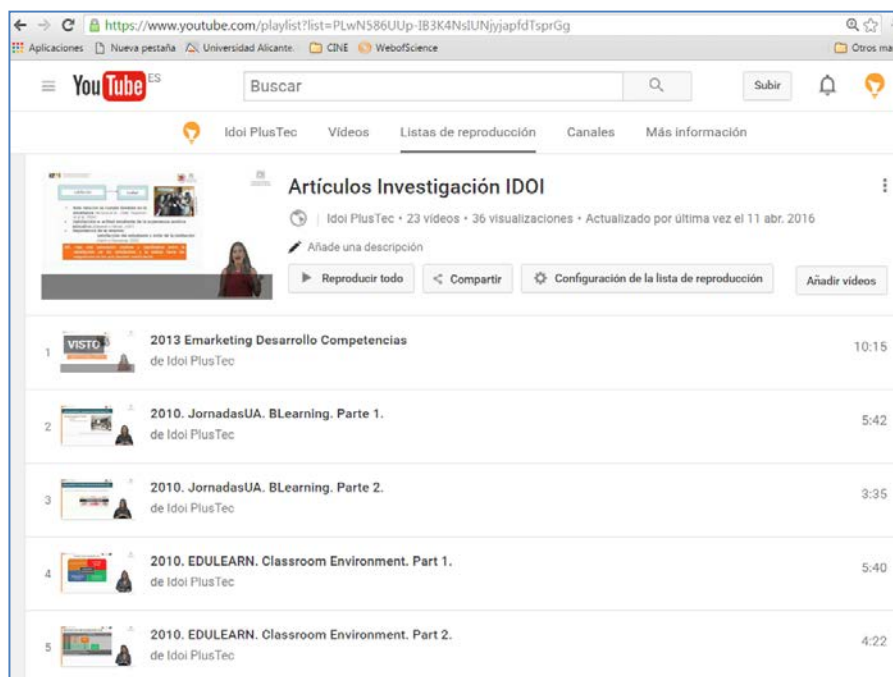 https://www.youtube.com/playlist?list=PLwN586UUp-IB3K4NsIUNjyjapfdTsprGg
Aplicaciones Nueva pestaña Universidad Alicante. CINE WebofScience Otros ma
YouTube ES Buscar Subir
Idoi PlusTec Vídeos Listas de reproducción Canales Más información
Artículos Investigación IDOI
Idoi PlusTec • 23 vídeos • 36 visualizaciones • Actualizado por última vez el 11 abr. 2016
Añade una descripción
Reproducir todo Compartir Configuración de la lista de reproducción Añadir vídeos
1 VISTO 2013 Emarketing Desarrollo Competencias 10:15
de Idoi PlusTec
2 2010. JornadasUA. BLearning. Parte 1. 5:42
de Idoi PlusTec
3 2010. JornadasUA. BLearning. Parte 2. 3:35
de Idoi PlusTec
4 2010. EDULEARN. Classroom Environment. Part 1. 5:40
de Idoi PlusTec
5 2010. EDULEARN. Classroom Environment. Part 2. 4:22
de Idoi PlusTec